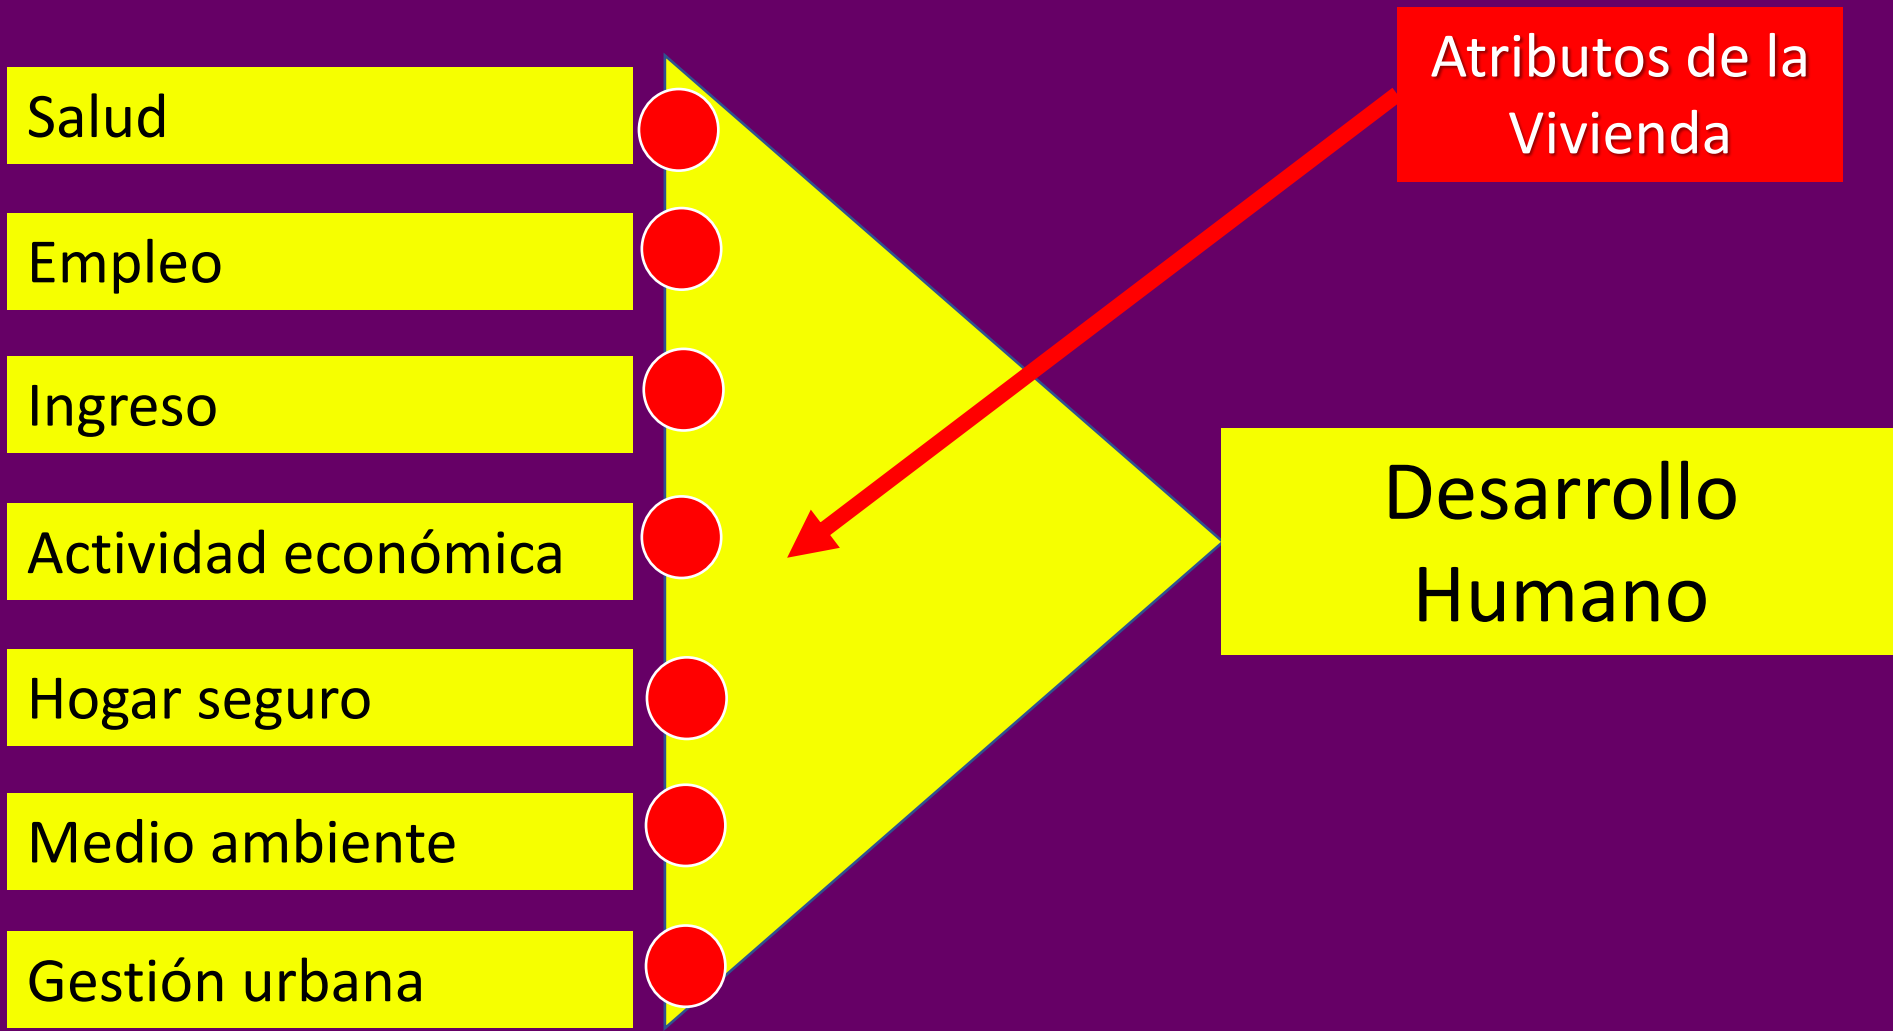 Salud
Empleo
Ingreso
Actividad económica
Hogar seguro
Medio ambiente
Gestión urbana
Atributos de la
Vivienda
Desarrollo
Humano